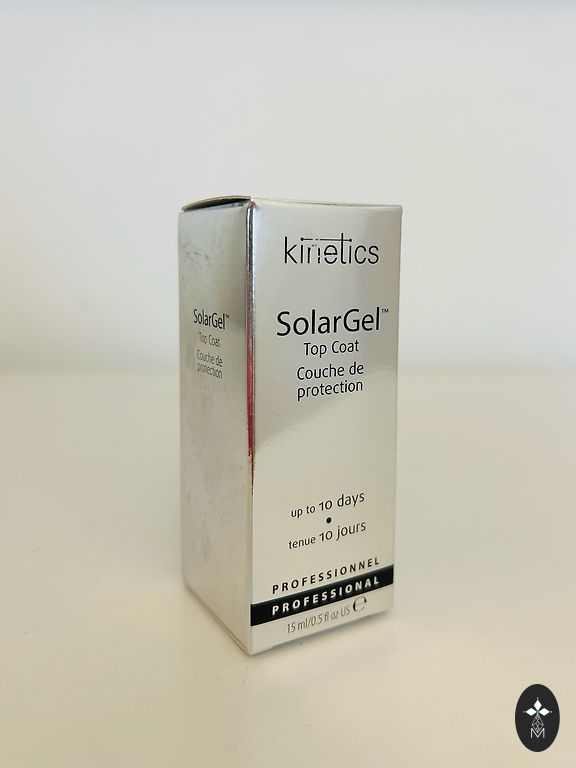 kinetics
SolarGel™
Top Coat
Couche de
protection
up to 10 days
•
tenue 10 jours
PROFESSIONNEL
PROFESSIONAL
15 ml/0.5 fl oz US ℮
SolarGel™
Top Coat
Couche de
protection
M